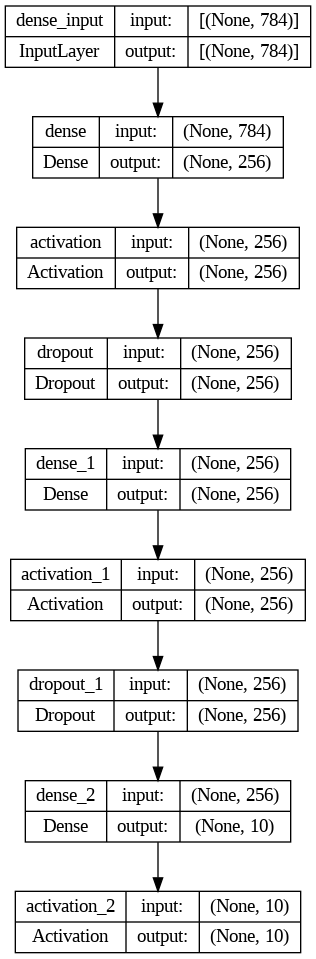 dense_input input: [(None, 784)]
InputLayer output: [(None, 784)]
dense input: (None, 784)
Dense output: (None, 256)
activation input: (None, 256)
Activation output: (None, 256)
dropout input: (None, 256)
Dropout output: (None, 256)
dense_1 input: (None, 256)
Dense output: (None, 256)
activation_1 input: (None, 256)
Activation output: (None, 256)
dropout_1 input: (None, 256)
Dropout output: (None, 256)
dense_2 input: (None, 256)
Dense output: (None, 10)
activation_2 input: (None, 10)
Activation output: (None, 10)